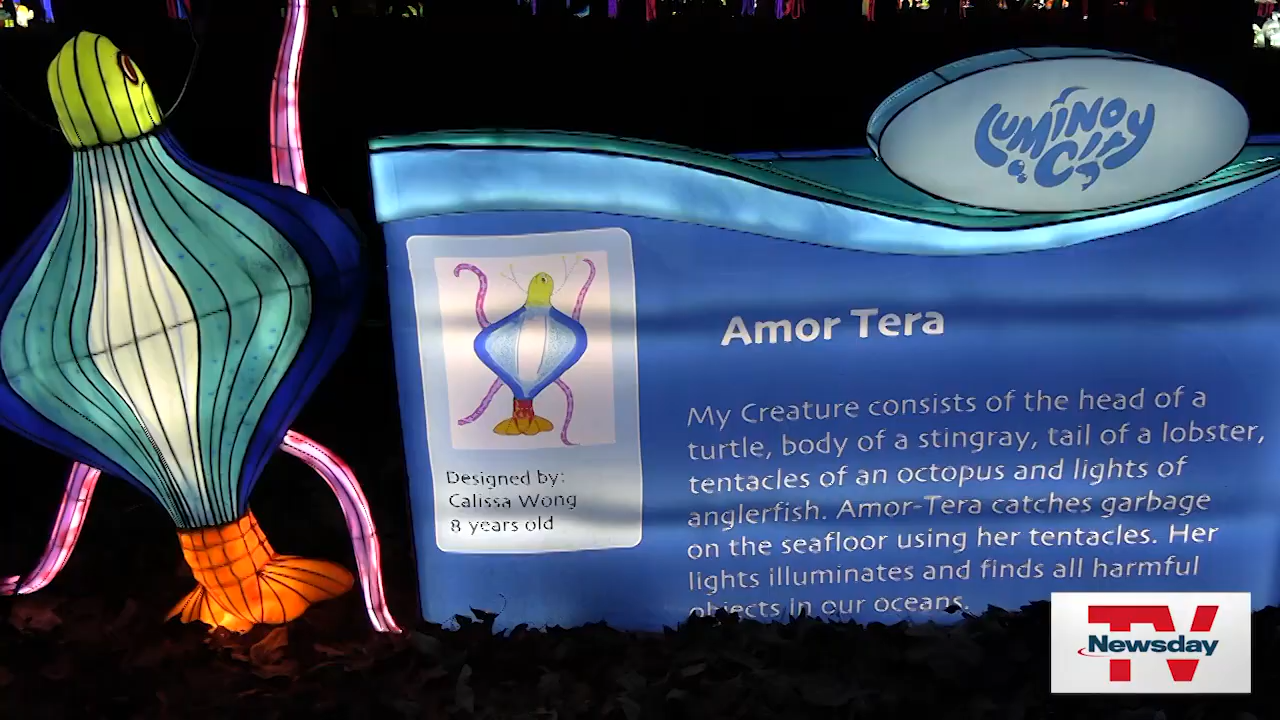 LUMINOCITY
Amor Tera
My Creature consists of the head of a
turtle, body of a stingray, tail of a lobster,
tentacles of an octopus and lights of
anglerfish. Amor-Tera catches garbage
on the seafloor using her tentacles. Her
lights illuminates and finds all harmful
objects in our oceans.
Designed by:
Calissa Wong
8 years old
TV
Newsday